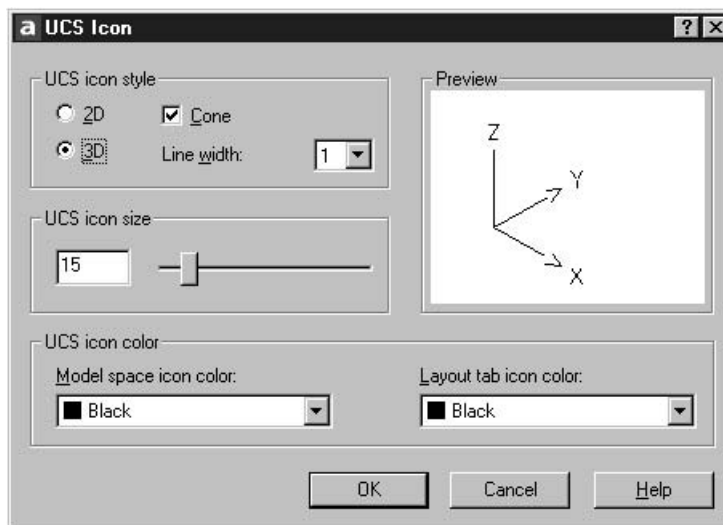 a UCS Icon
UCS icon style
2D
Cone
3D
Line width:
1
UCS icon size
15
Preview
Z
Y
X
UCS icon color
Model space icon color:
Black
Layout tab icon color:
Black
OK
Cancel
Help